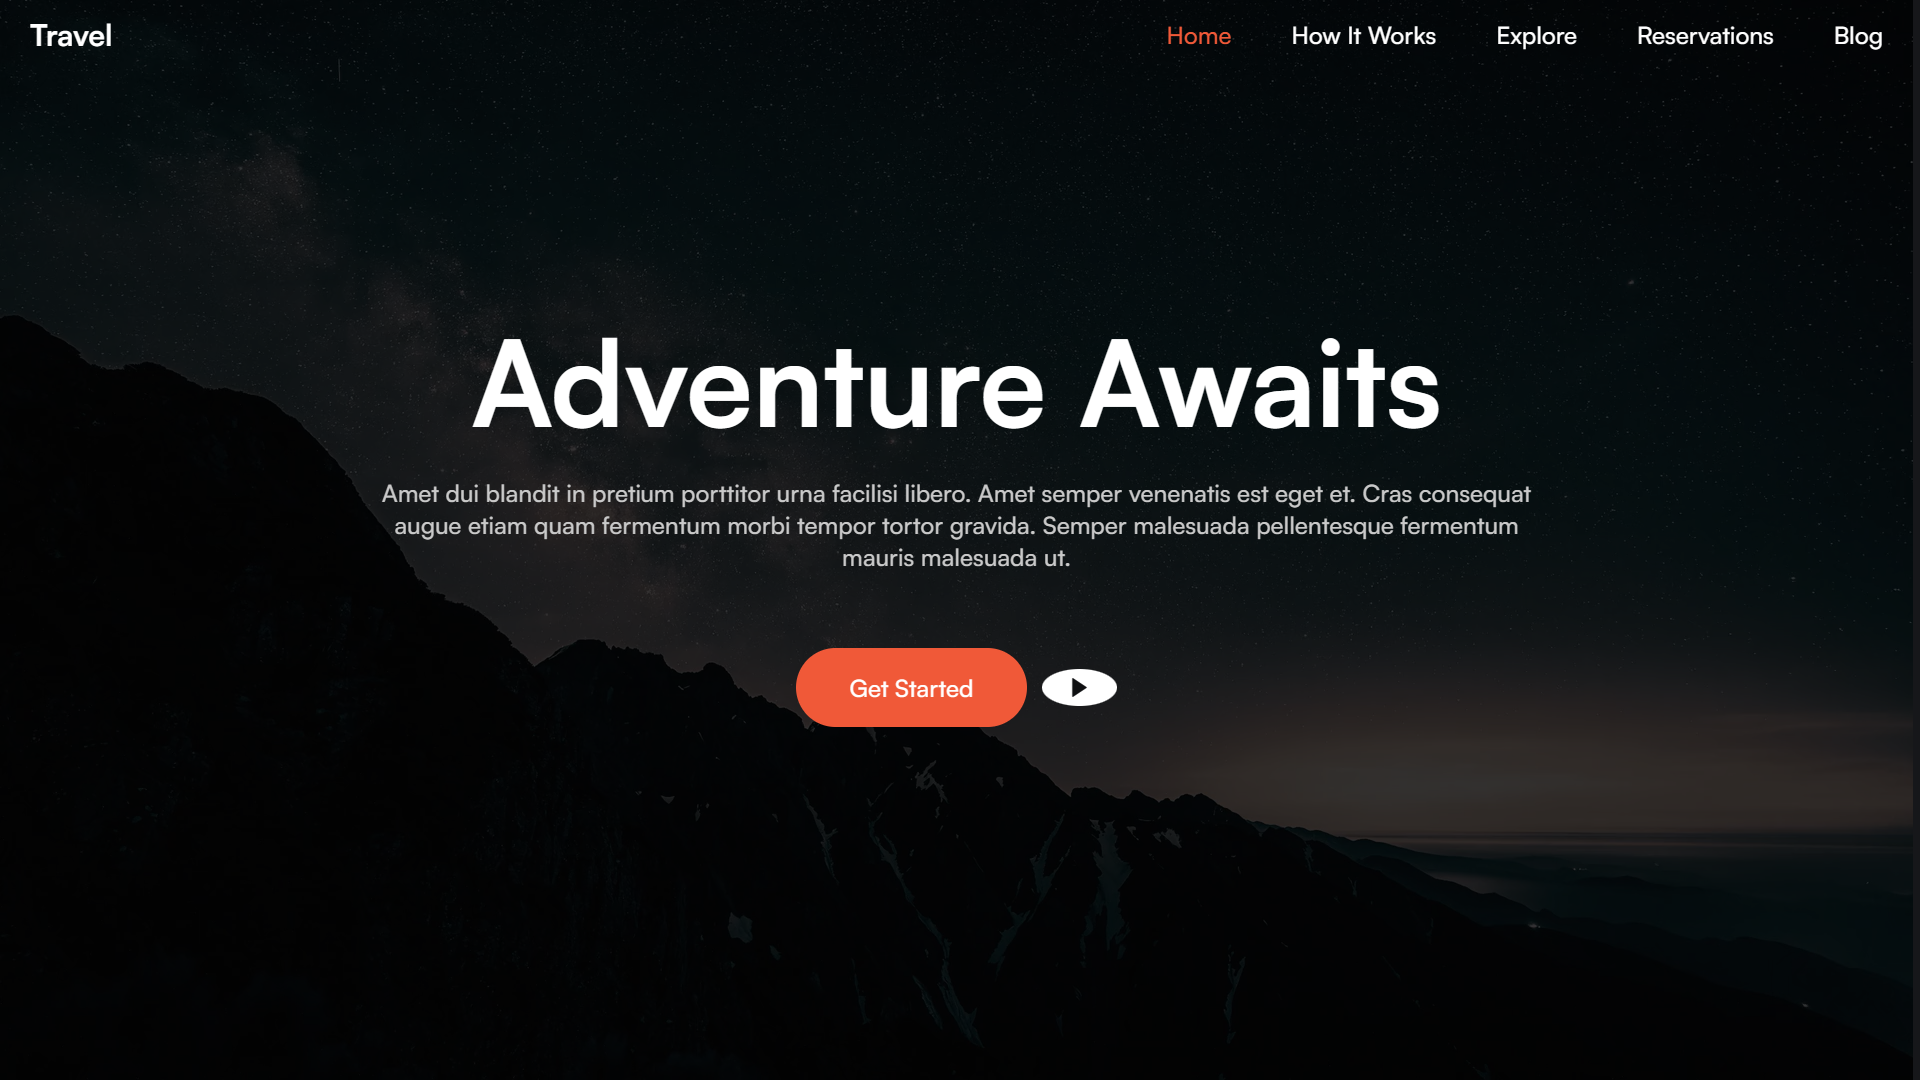 Travel
Home
How It Works
Explore
Reservations
Blog
Adventure Awaits
Amet dui blandit in pretium porttitor urna facilisi libero. Amet semper venenatis est eget et. Cras consequat
augue etiam quam fermentum morbi tempor tortor gravida. Semper malesuada pellentesque fermentum
mauris malesuada ut.
Get Started